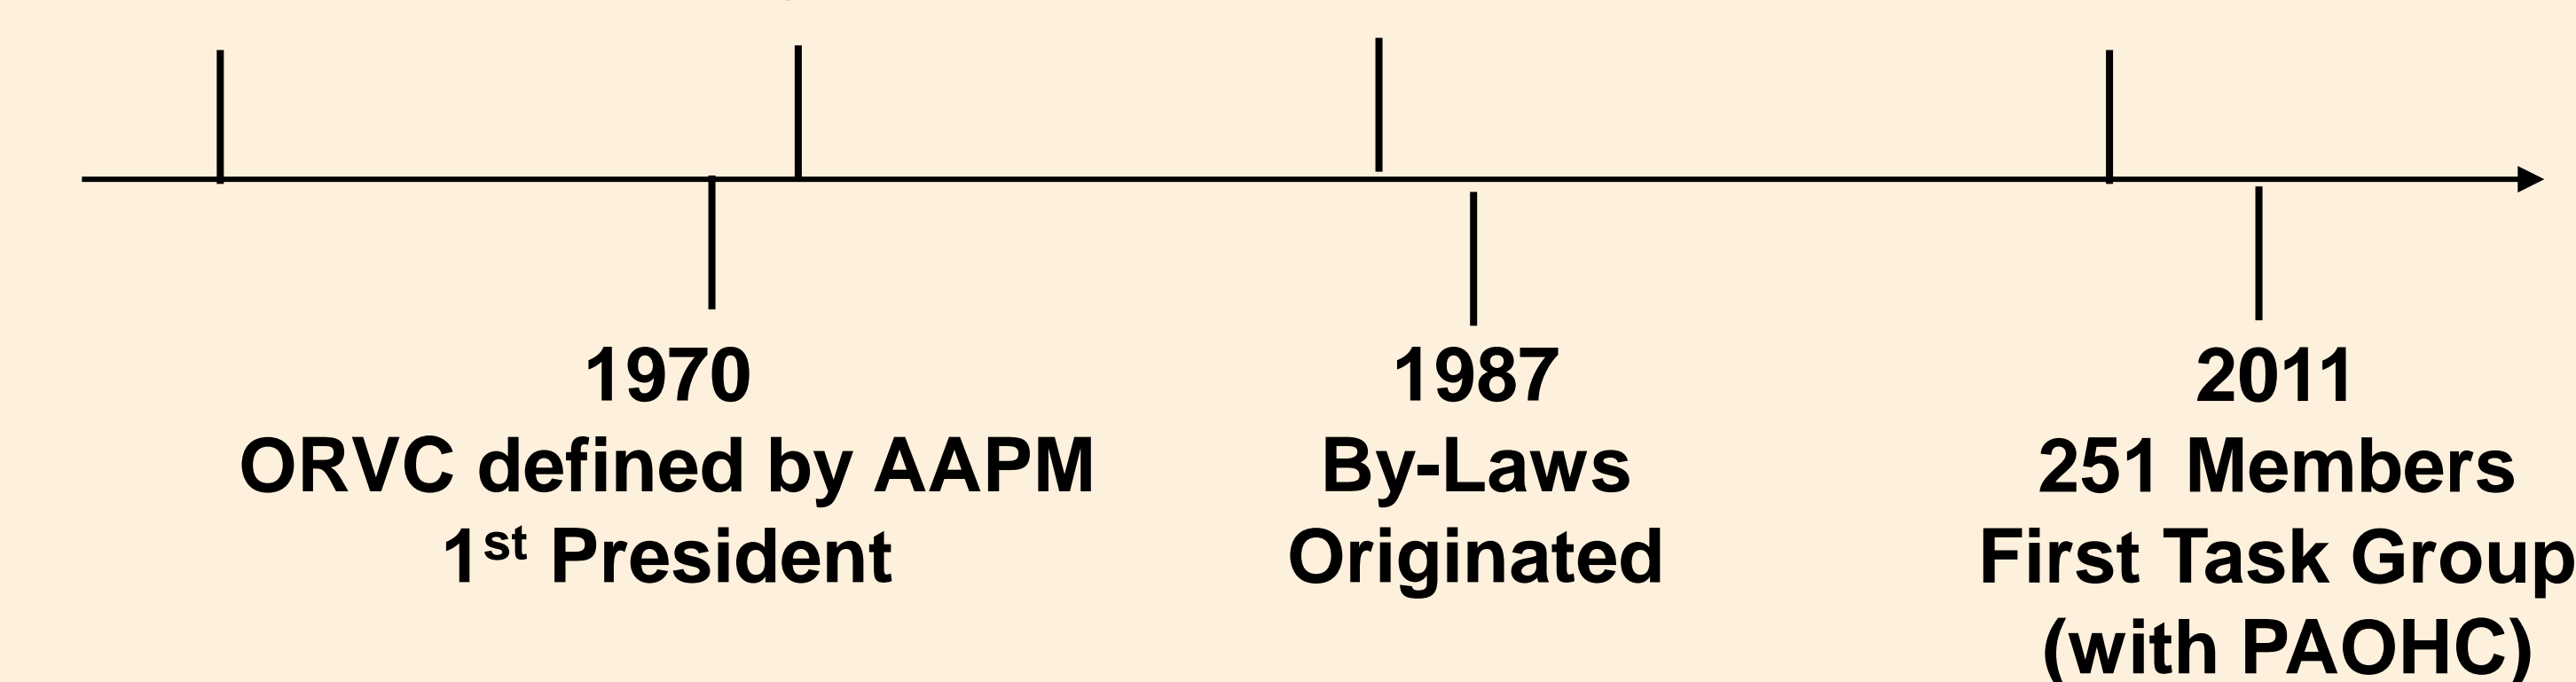 1970
ORVC defined by AAPM
1st President
1987
By-Laws
Originated
2011
251 Members
First Task Group
(with PAOHC)